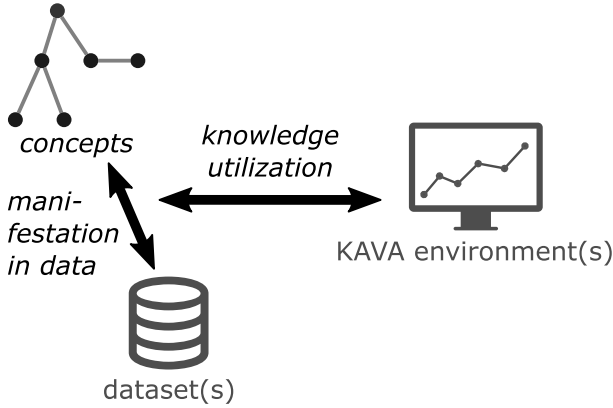 concepts
knowledge
utilization
mani-
festation
in data
KAVA environment(s)
dataset(s)